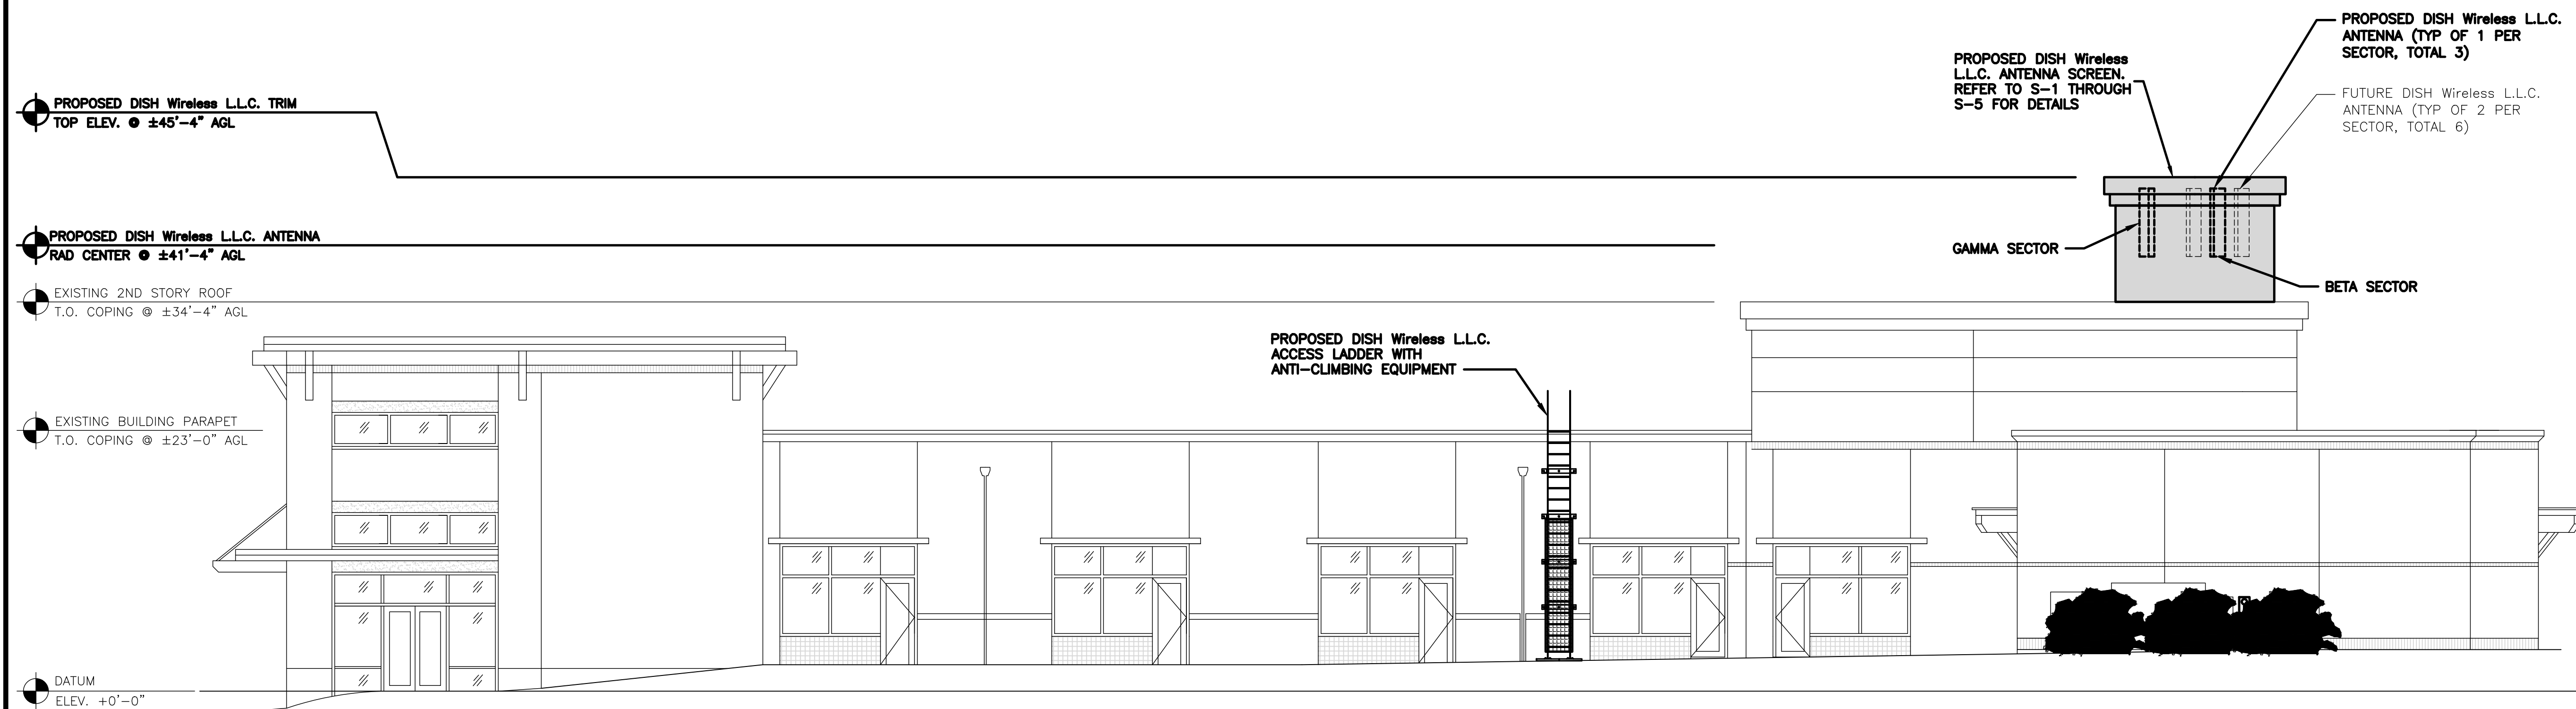 PROPOSED DISH Wireless L.L.C. TRIM
TOP ELEV. @ ±45'-4" AGL
PROPOSED DISH Wireless L.L.C. ANTENNA
RAD CENTER @ ±41'-4" AGL
EXISTING 2ND STORY ROOF
T.O. COPING @ ±34'-4" AGL
EXISTING BUILDING PARAPET
T.O. COPING @ ±23'-0" AGL
DATUM
ELEV. +0'-0"
PROPOSED DISH Wireless L.L.C.
ACCESS LADDER WITH
ANTI-CLIMBING EQUIPMENT
PROPOSED DISH Wireless
L.L.C. ANTENNA SCREEN.
REFER TO S-1 THROUGH
S-5 FOR DETAILS
GAMMA SECTOR
PROPOSED DISH Wireless L.L.C.
ANTENNA (TYP OF 1 PER
SECTOR, TOTAL 3)
FUTURE DISH Wireless L.L.C.
ANTENNA (TYP OF 2 PER
SECTOR, TOTAL 6)
BETA SECTOR